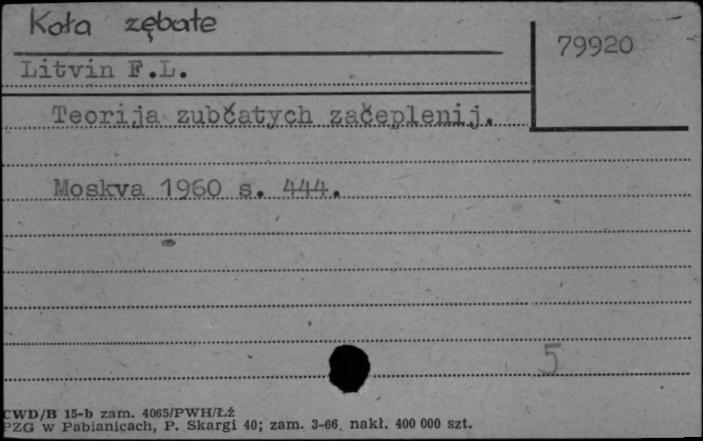 Koła zębate
79920
Litvin F.L.
Teorija zubčatych začeplenij.
Moskva 1960 s. 444.
5
CWD/B 15-b zam. 4065/PWH/Łź
PZG w Pabianicach, P. Skargi 40; zam. 3-66. nakł. 400 000 szt.